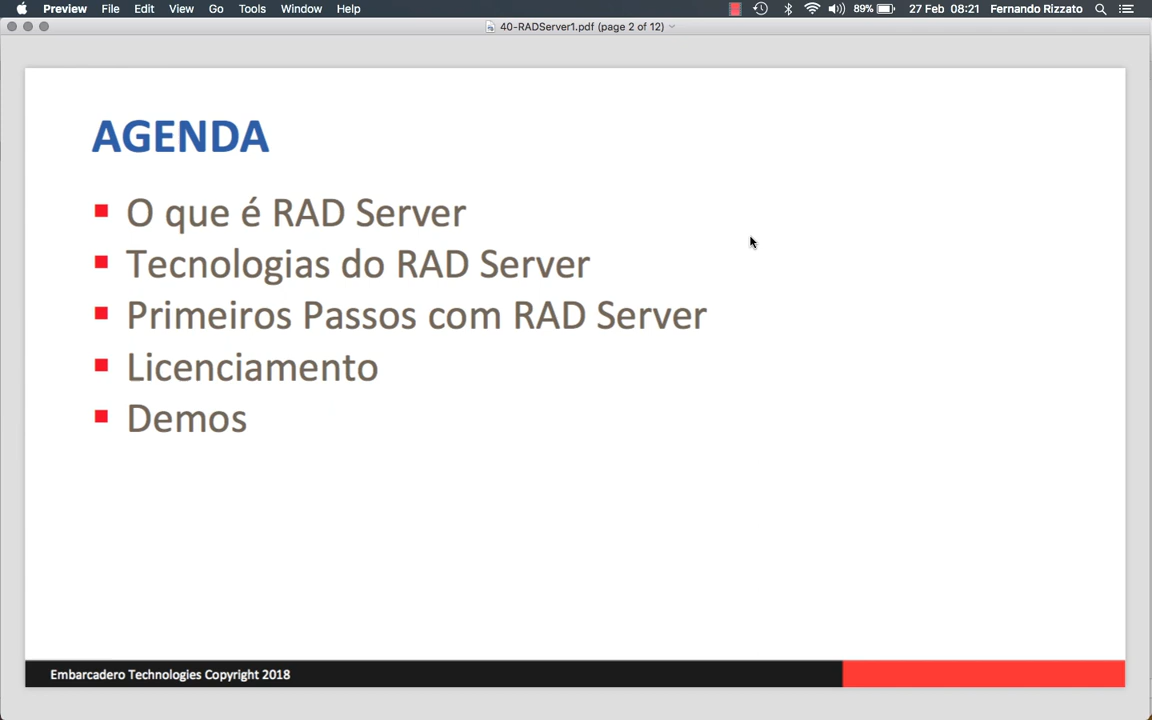 Preview File Edit View Go Tools Window Help 89% 27 Feb 08:21 Fernando Rizzato
40-RADServer1.pdf (page 2 of 12)
AGENDA
O que é RAD Server
Tecnologias do RAD Server
Primeiros Passos com RAD Server
Licenciamento
Demos
Embarcadero Technologies Copyright 2018